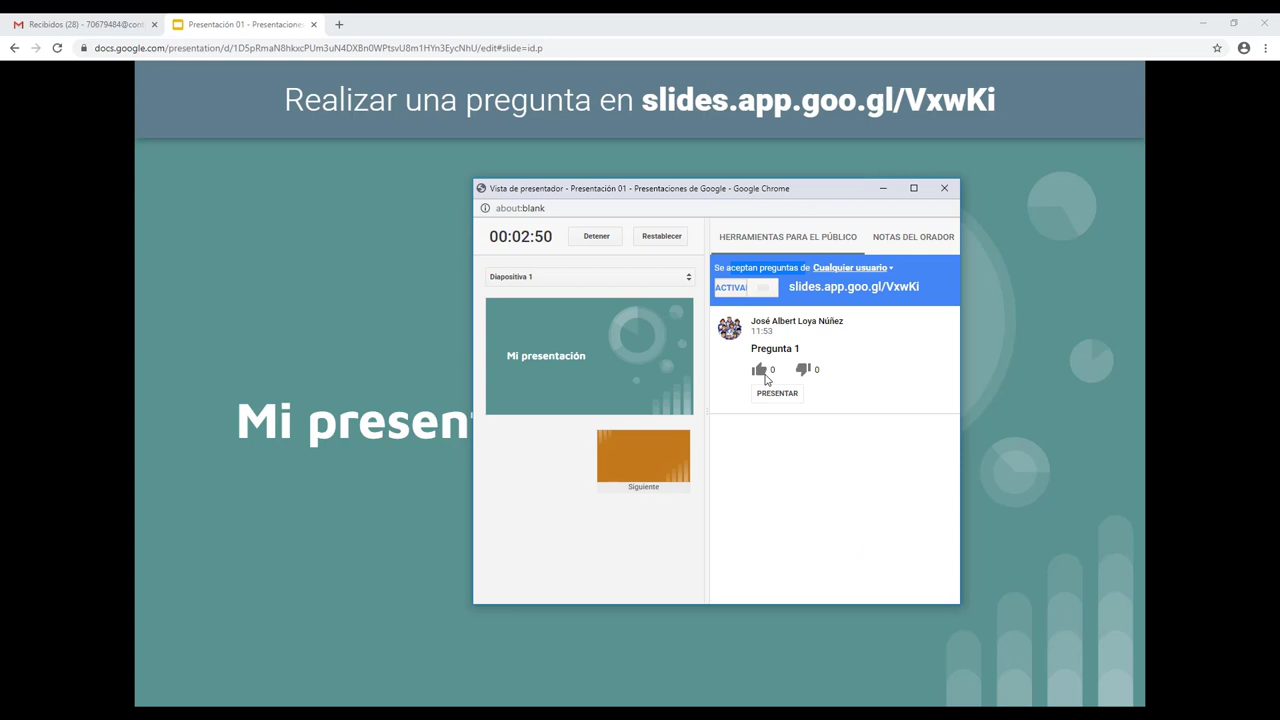 Recibidos (28) - 70679484@cont
Presentación 01 - Presentacione
docs.google.com/presentation/d/1D5pRmaN8hkxcPUm3uN4DXBn0WPtsvU8m1HYn3EycNhU/edit#slide=id.p
Realizar una pregunta en slides.app.goo.gl/VxwKi
Mi present
Vista de presentador - Presentación 01 - Presentaciones de Google - Google Chrome
about:blank
00:02:50
Detener
Restablecer
Diapositiva 1
Mi presentación
Siguiente
HERRAMIENTAS PARA EL PÚBLICO
NOTAS DEL ORADOR
Se aceptan preguntas de Cualquier usuario
ACTIVA
slides.app.goo.gl/VxwKi
José Albert Loya Núñez
11:53
Pregunta 1
0
0
PRESENTAR